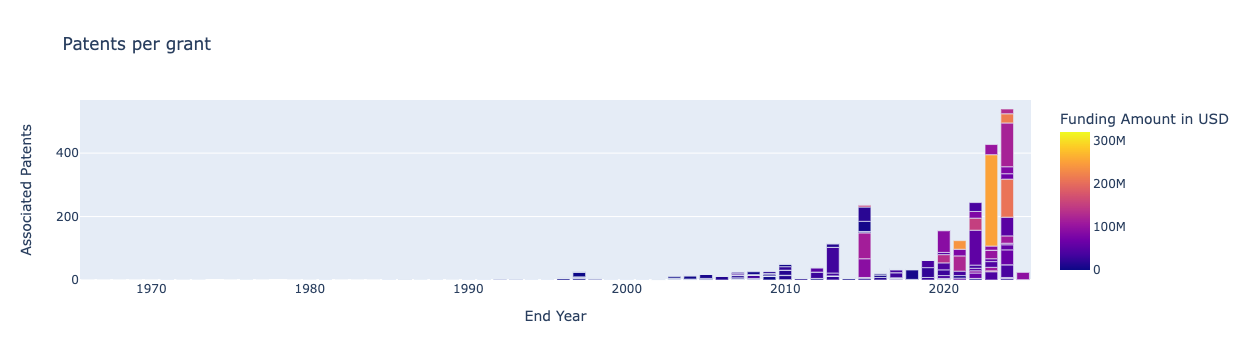 Patents per grant
Associated Patents
400
200
0
1970
1980
1990
2000
2010
2020
End Year
Funding Amount in USD
300M
200M
100M
0